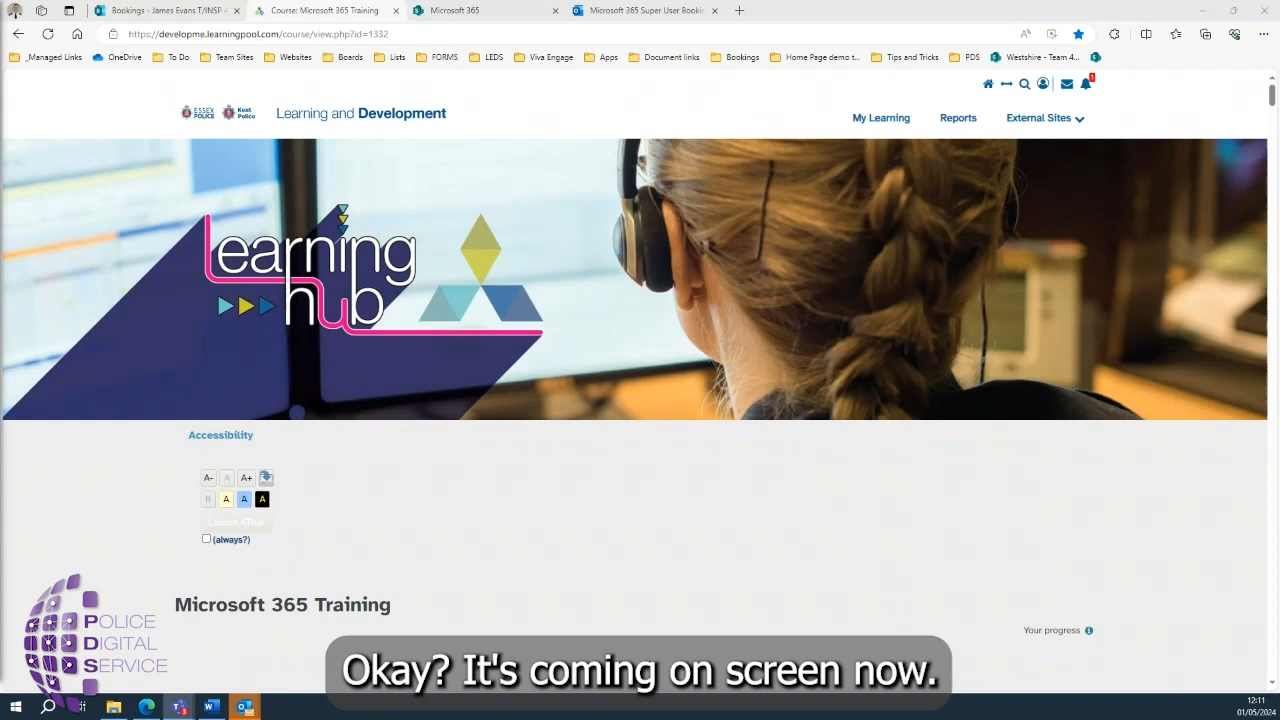 Bookings - James Evans I/INSP
Course: Microsoft 365 Training
Microsoft 365
Microsoft 365 Super User Booki
https://developme.learningpool.com/course/view.php?id=1332
_Managed Links
OneDrive
To Do
Team Sites
Websites
Boards
Lists
FORMS
LEDS
Viva Engage
Apps
Document links
Bookings
Home Page demo t...
Tips and Tricks
PDS
Westshire - Team 4...
1
ESSEX POLICE
Kent Police
Learning and Development
My Learning
Reports
External Sites
Learning
hub
Accessibility
A- A A+
R A A A
Launch ATbar
(always?)
Microsoft 365 Training
Your progress
POLICE
DIGITAL
SERVICE
P
D
S
Okay? It's coming on screen now.
12:11
01/05/2024